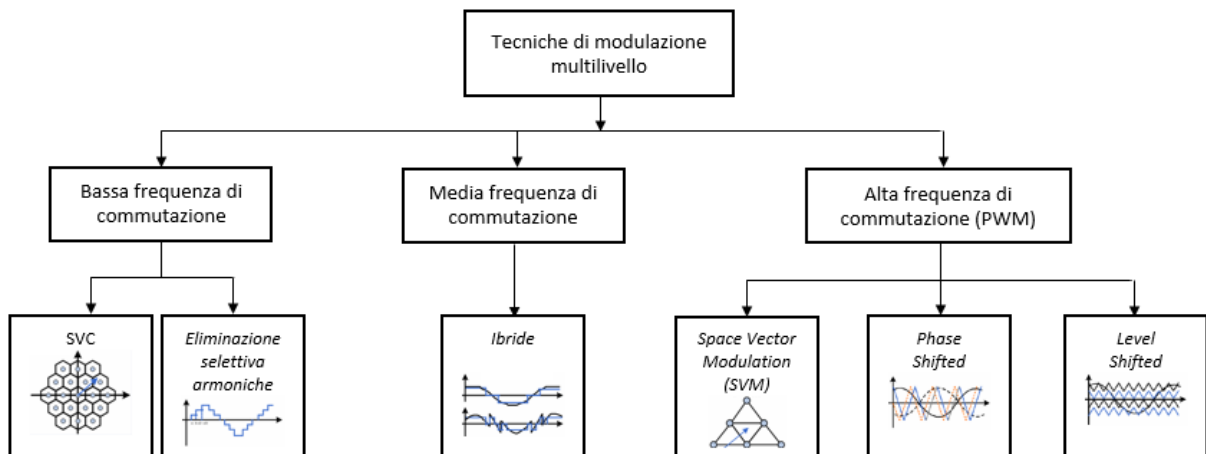 Tecniche di modulazione
multilivello
Bassa frequenza di
commutazione
Media frequenza di
commutazione
Alta frequenza di
commutazione (PWM)
SVC
Eliminazione
selettiva
armoniche
Ibride
Space Vector
Modulation
(SVM)
Phase
Shifted
Level
Shifted